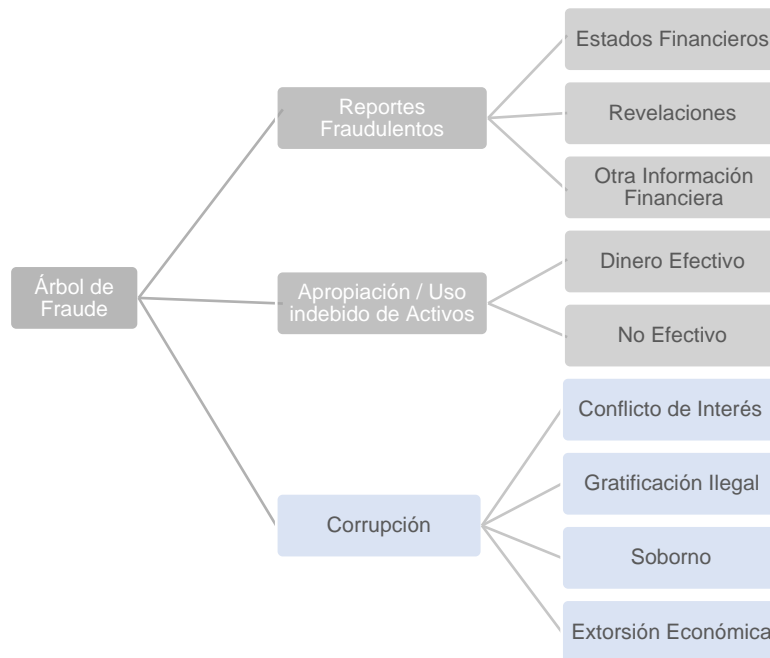 Árbol de
Fraude
Reportes
Fraudulentos
Estados Financieros
Revelaciones
Otra Información
Financiera
Apropiación / Uso
indebido de Activos
Dinero Efectivo
No Efectivo
Corrupción
Conflicto de Interés
Gratificación Ilegal
Soborno
Extorsión Económica